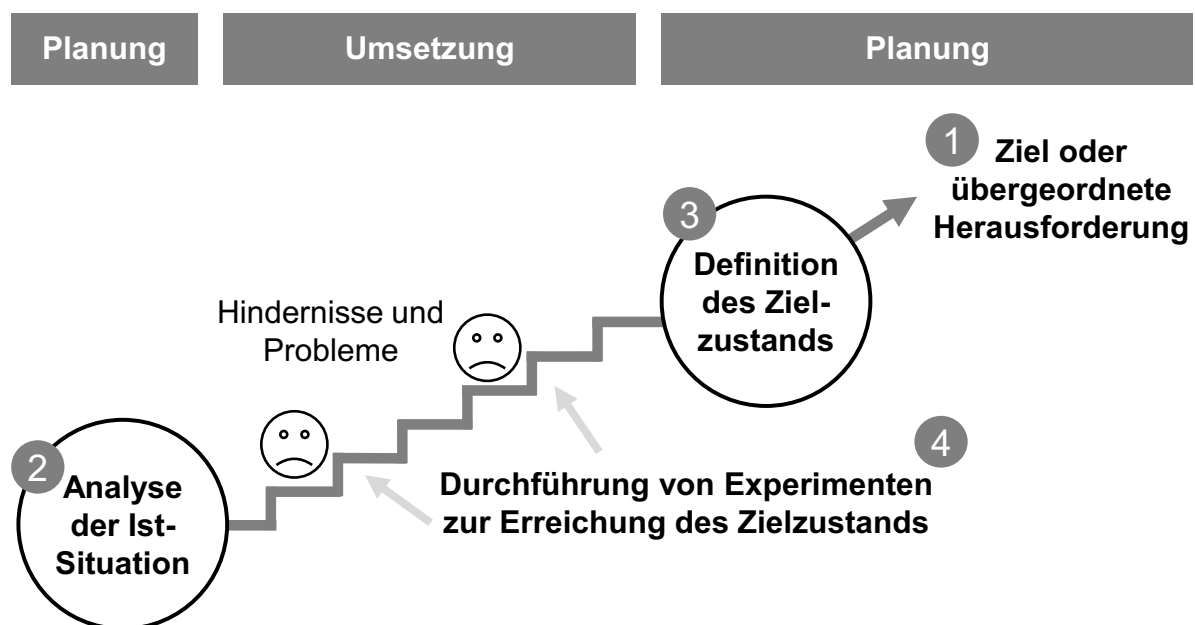 Planung
Umsetzung
Planung
1
Ziel oder
übergeordnete
Herausforderung
3
Definition
des Ziel-
zustands
Hindernisse und
Probleme
2
Analyse
der Ist-
Situation
4
Durchführung von Experimenten
zur Erreichung des Zielzustands